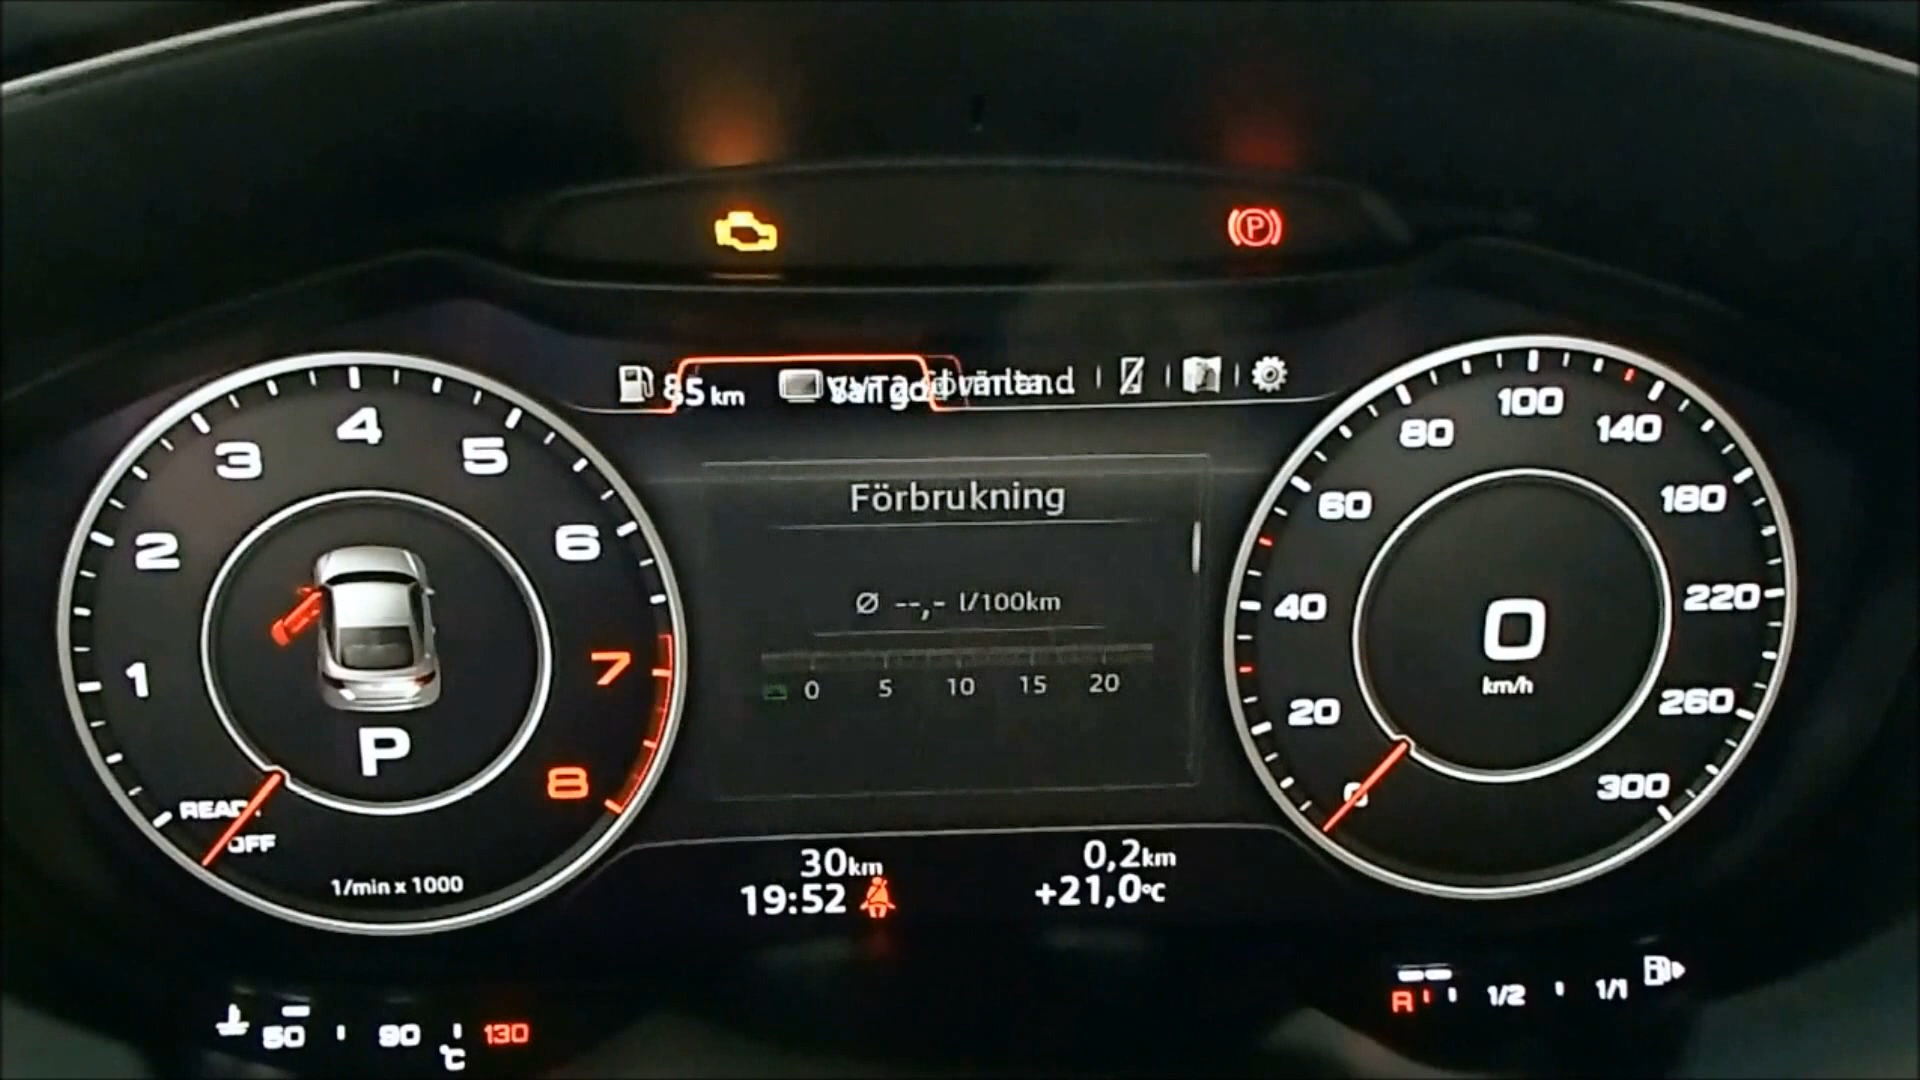 85 km
Förbrukning
Ø --,- l/100km
0 5 10 15 20
1 2 3 4 5 6 7 8
READY
OFF
P
1/min x 1000
0 20 40 60 80 100 140 180 220 260 300
0
km/h
30km
19:52
0,2km
+21,0°C
50 90 130
°C
R 1/2 1/1
P